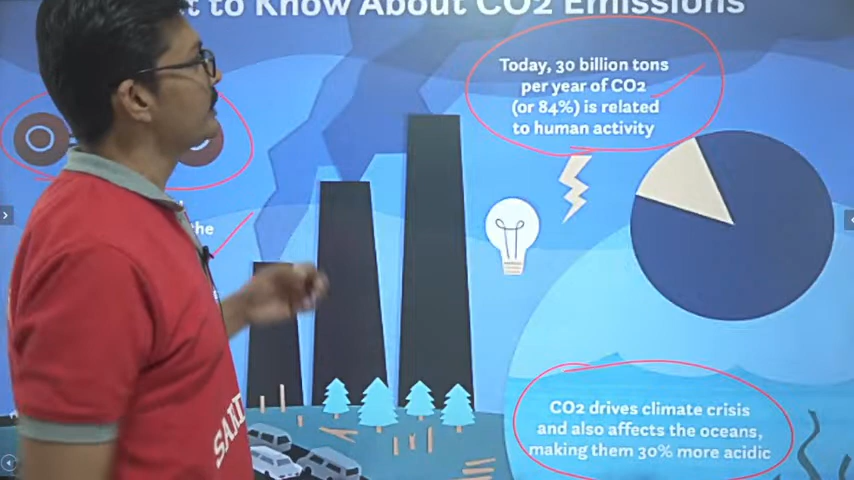 to Know About CO2 Emissions
Today, 30 billion tons
per year of CO2
(or 84%) is related
to human activity
the
CO2 drives climate crisis
and also affects the oceans,
making them 30% more acidic